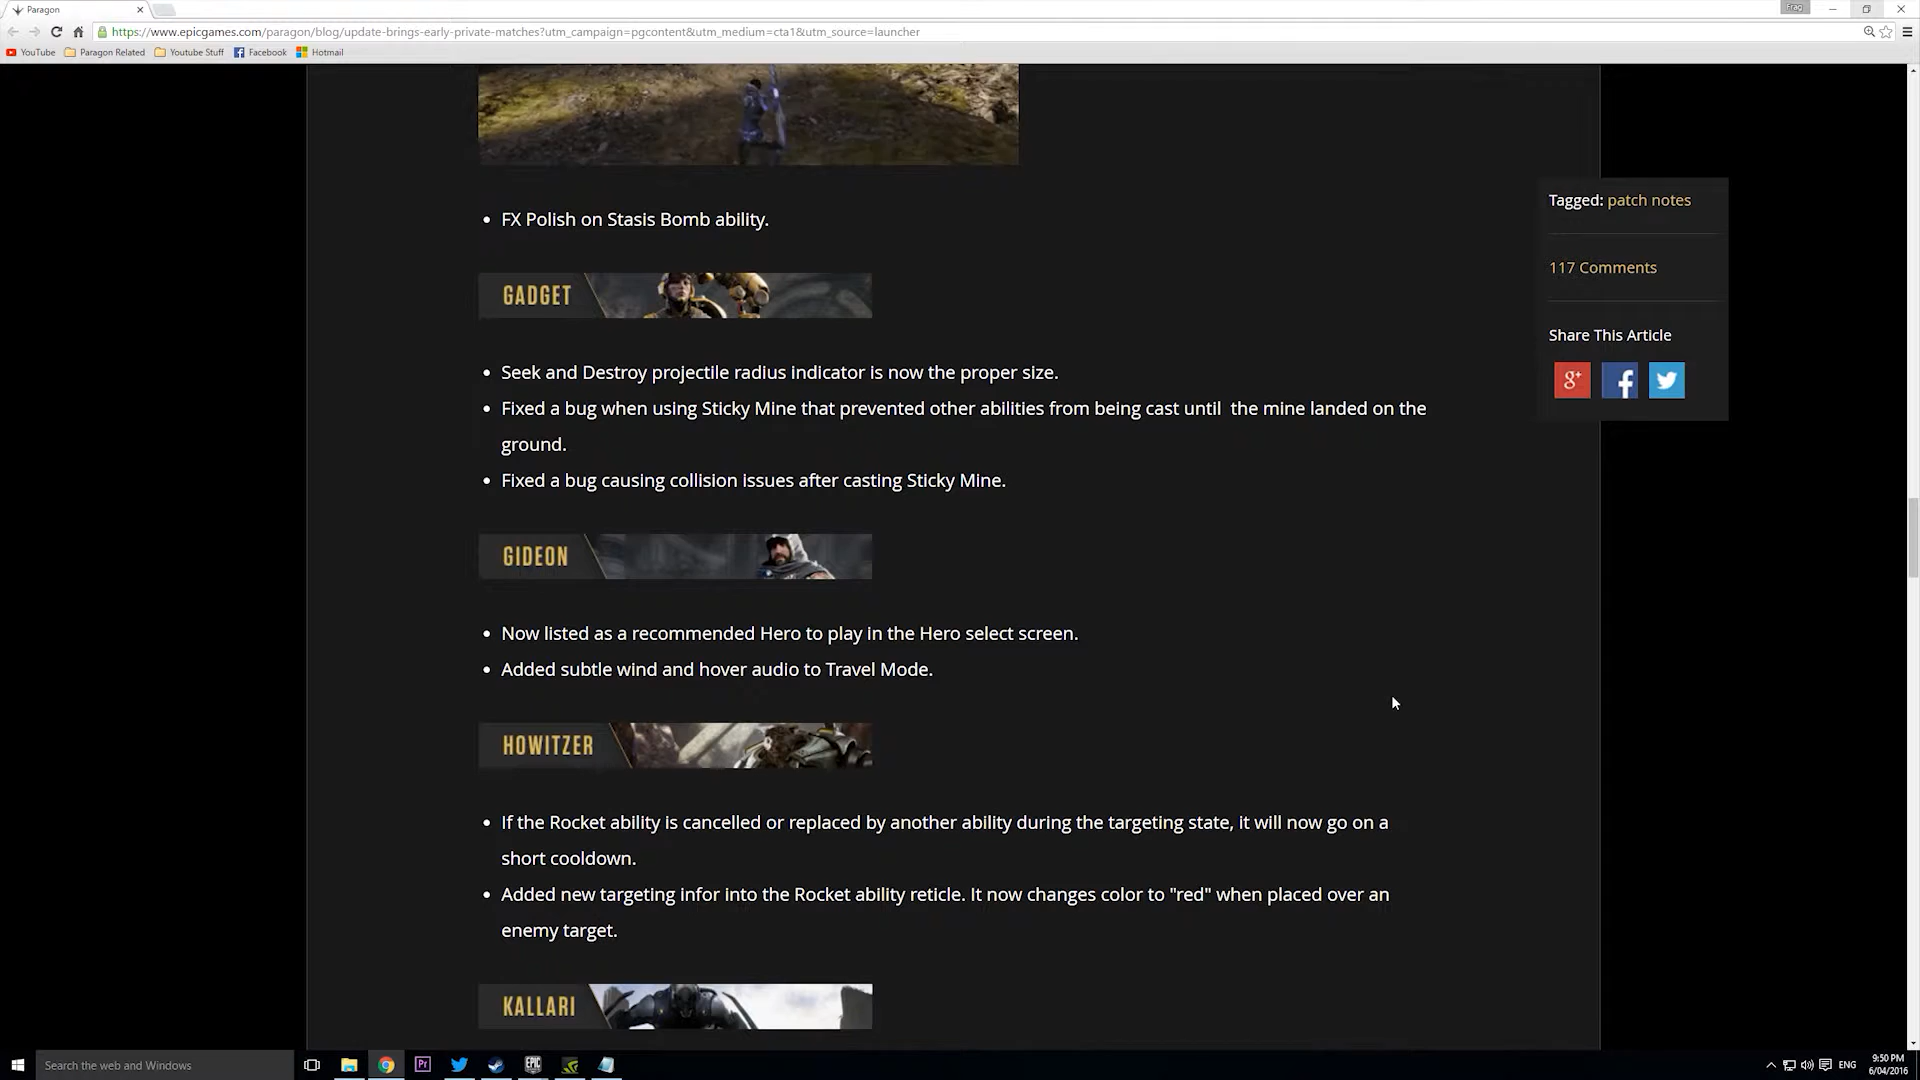 Paragon
Frag
https://www.epicgames.com/paragon/blog/update-brings-early-private-matches?utm_campaign=pgcontent&utm_medium=cta1&utm_source=launcher
YouTube Paragon Related Youtube Stuff Facebook Hotmail
FX Polish on Stasis Bomb ability.
GADGET
Seek and Destroy projectile radius indicator is now the proper size.
Fixed a bug when using Sticky Mine that prevented other abilities from being cast until the mine landed on the
ground.
Fixed a bug causing collision issues after casting Sticky Mine.
GIDEON
Now listed as a recommended Hero to play in the Hero select screen.
Added subtle wind and hover audio to Travel Mode.
HOWITZER
If the Rocket ability is cancelled or replaced by another ability during the targeting state, it will now go on a
short cooldown.
Added new targeting infor into the Rocket ability reticle. It now changes color to "red" when placed over an
enemy target.
KALLARI
Tagged: patch notes
117 Comments
Share This Article
g+
Search the web and Windows
Pr
EPIC
ENG
9:50 PM
6/04/2016